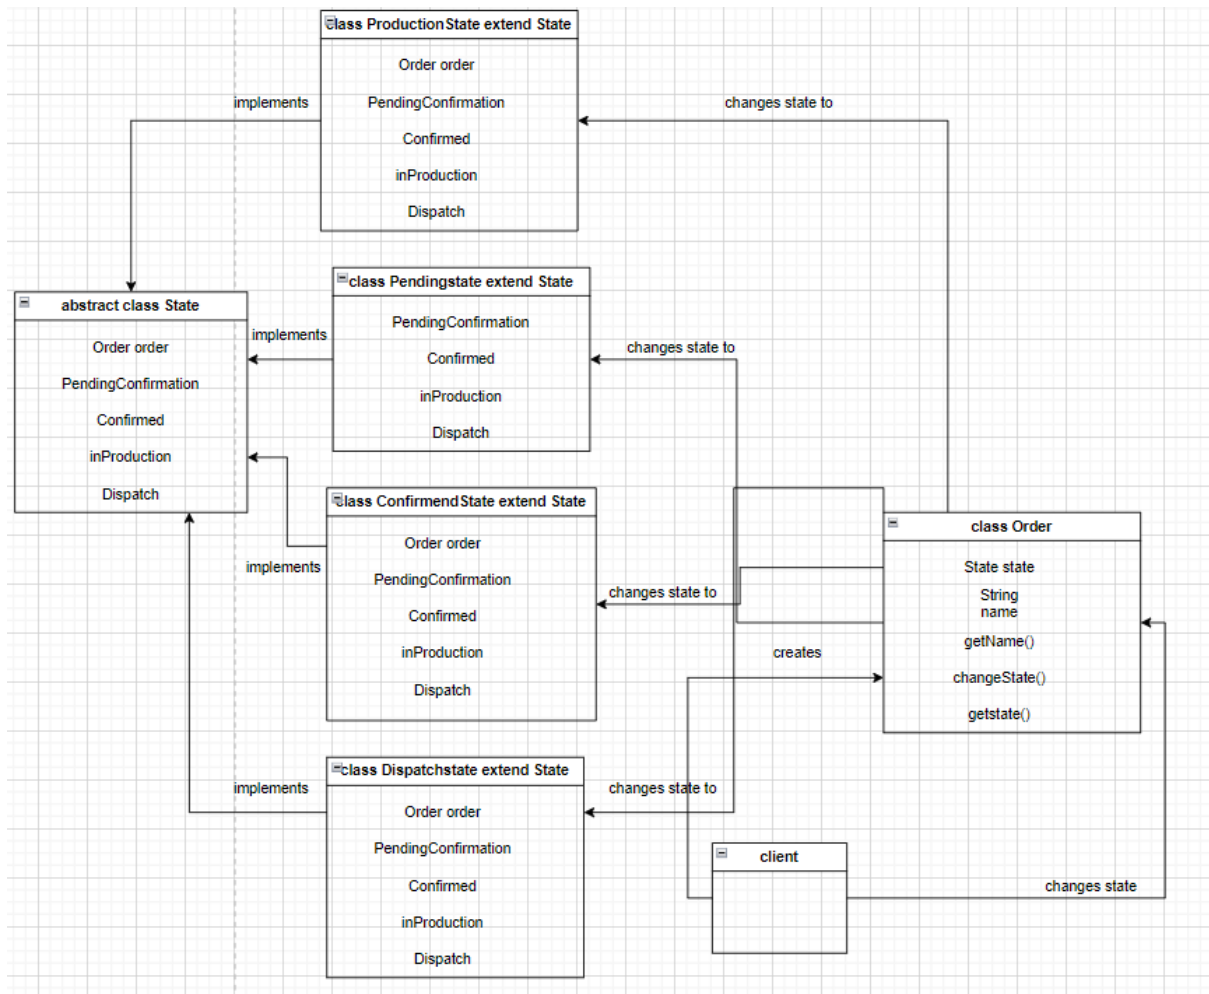 class ProductionState extend State
Order order
PendingConfirmation
Confirmed
inProduction
Dispatch
implements
changes state to
class Pendingstate extend State
PendingConfirmation
Confirmed
inProduction
Dispatch
implements
changes state to
abstract class State
Order order
PendingConfirmation
Confirmed
inProduction
Dispatch
class ConfirmendState extend State
Order order
PendingConfirmation
Confirmed
inProduction
Dispatch
implements
changes state to
class Order
State state
String
name
getName()
changeState()
getstate()
creates
class Dispatchstate extend State
Order order
PendingConfirmation
Confirmed
inProduction
Dispatch
implements
changes state to
client
changes state